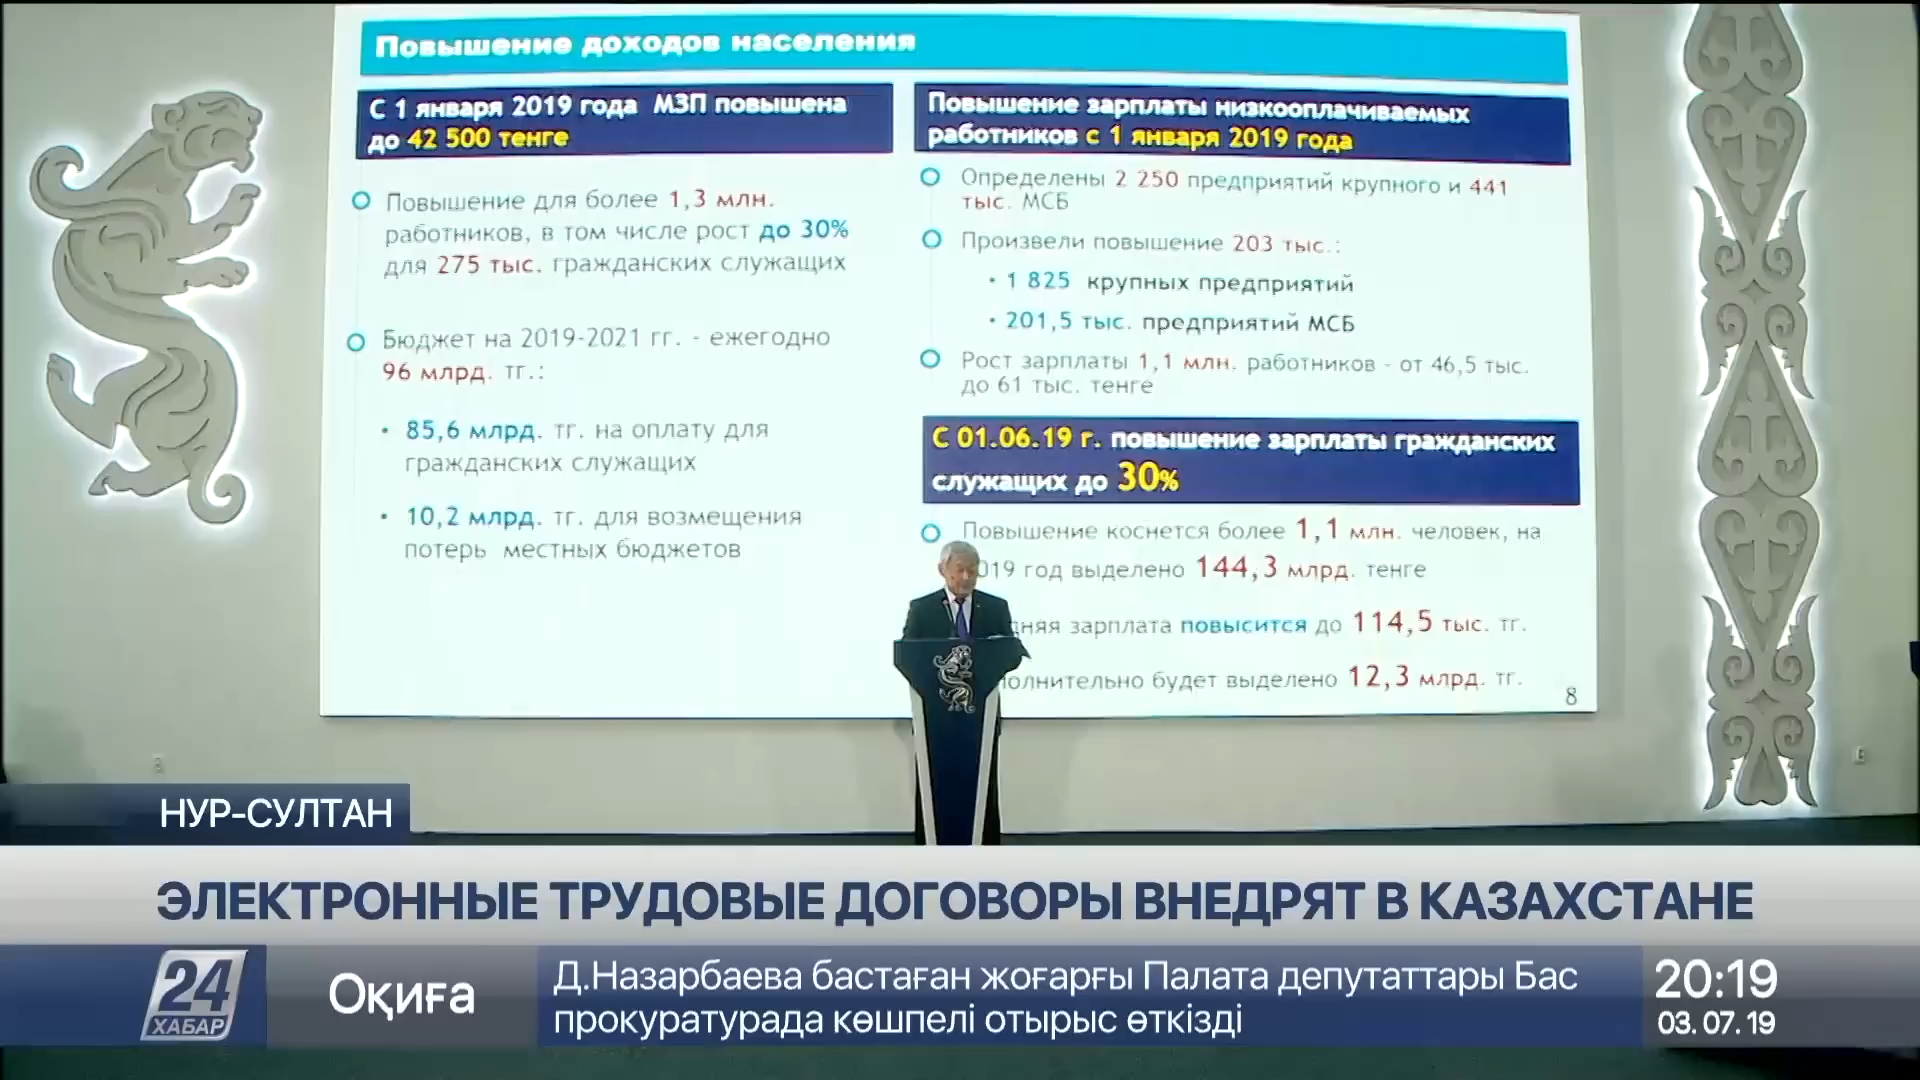 Повышение доходов населения
С 1 января 2019 года МЗП повышена
до 42 500 тенге
Повышение для более 1,3 млн.
работников, в том числе рост до 30%
для 275 тыс. гражданских служащих
Бюджет на 2019-2021 гг. - ежегодно
96 млрд. тг.:
• 85,6 млрд. тг. на оплату для
гражданских служащих
• 10,2 млрд. тг. для возмещения
потерь местных бюджетов
Повышение зарплаты низкооплачиваемых
работников с 1 января 2019 года
Определены 2 250 предприятий крупного и 441
тыс. МСБ
Произвели повышение 203 тыс.:
• 1 825 крупных предприятий
• 201,5 тыс. предприятий МСБ
Рост зарплаты 1,1 млн. работников - от 46,5 тыс.
до 61 тыс. тенге
С 01.06.19 г. повышение зарплаты гражданских
служащих до 30%
Повышение коснется более 1,1 млн. человек, на
год выделено 144,3 млрд. тенге
зарплата повысится до 114,5 тыс. тг.
будет выделено 12,3 млрд. тг.
8
НУР-СУЛТАН
ЭЛЕКТРОННЫЕ ТРУДОВЫЕ ДОГОВОРЫ ВНЕДРЯТ В КАЗАХСТАНЕ
24
ХАБАР
Оқиға
Д.Назарбаева бастаған жоғарғы Палата депутаттары Бас
прокуратурада көшпелі отырыс өткізді
20:19
03.07.19